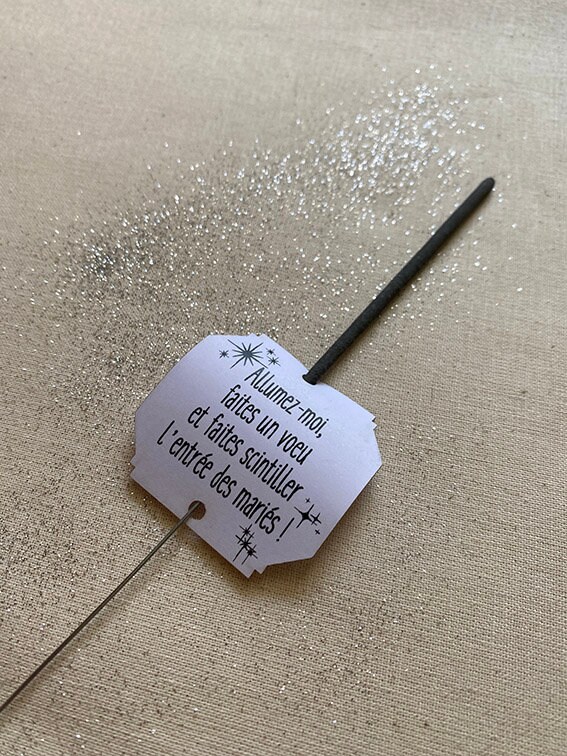 Allumez-moi,
faites un voeu
et faites scintiller
l'entrée des mariés !